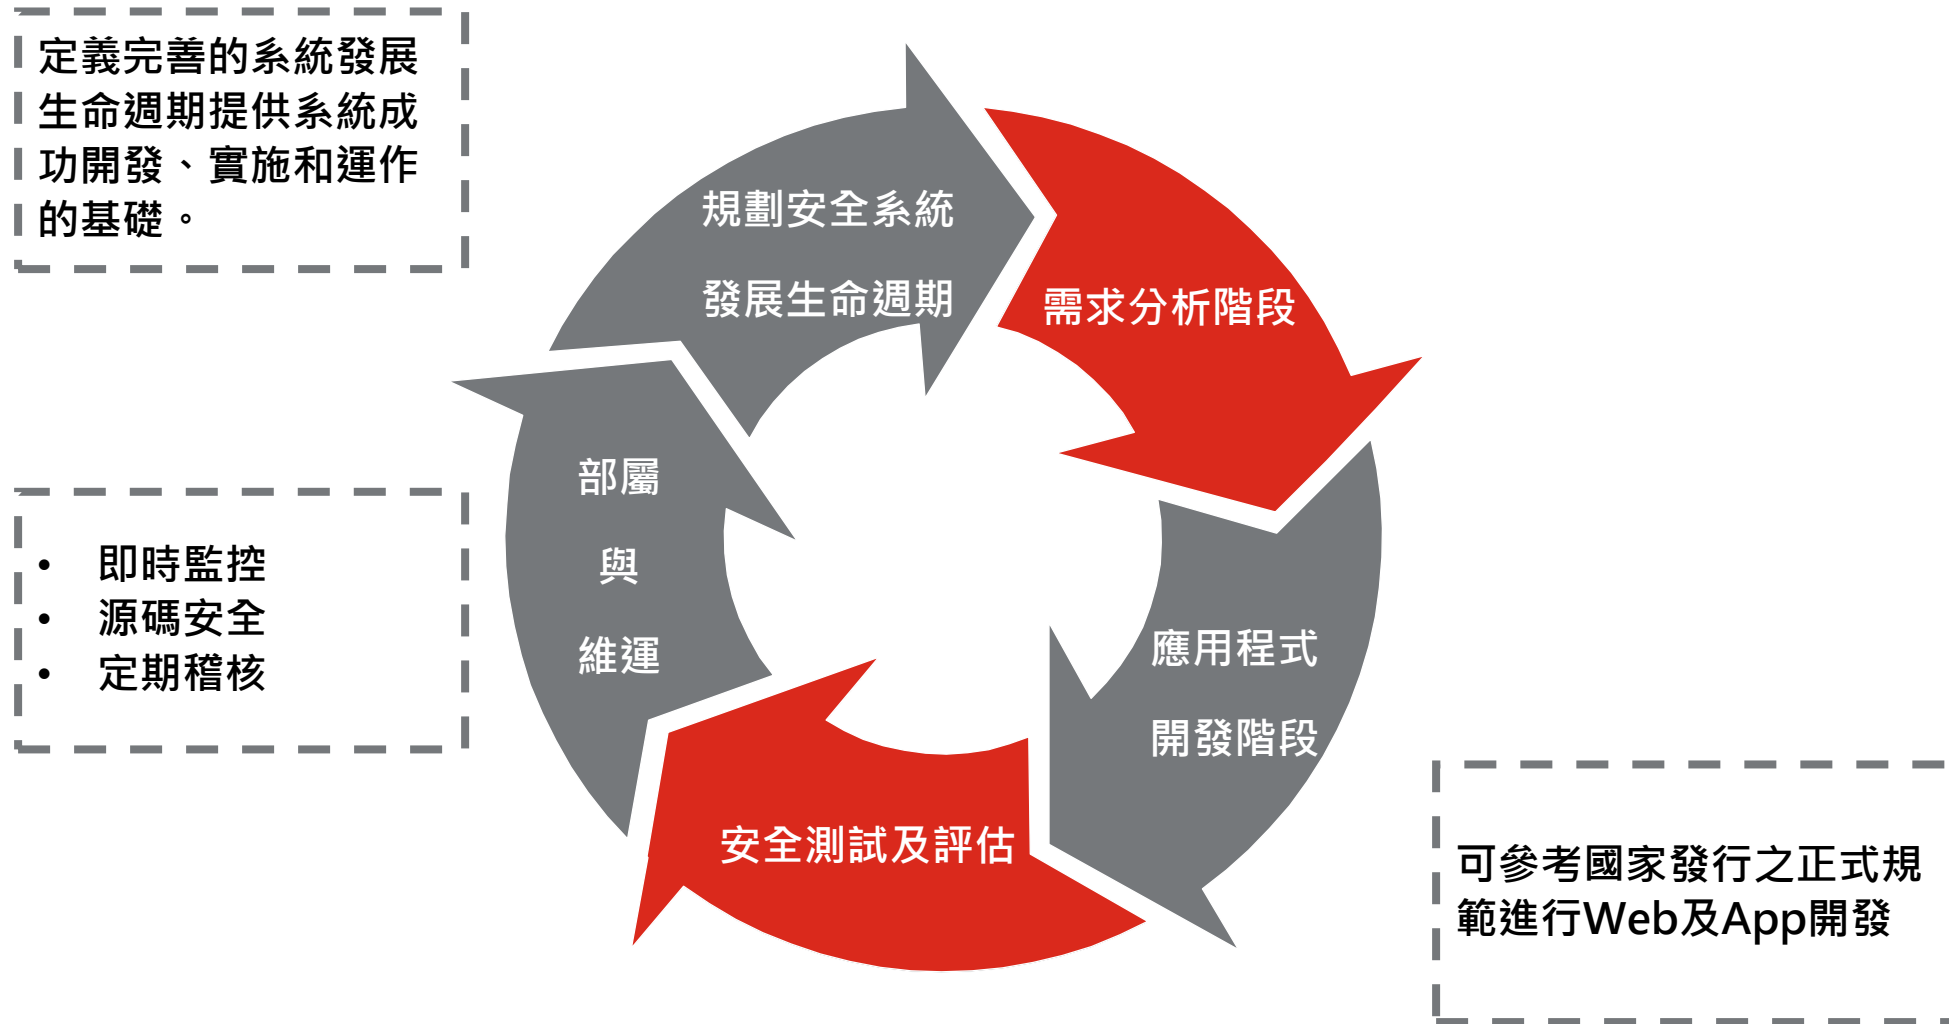 定義完善的系統發展
生命週期提供系統成
功開發、實施和運作
的基礎。
規劃安全系統
發展生命週期
需求分析階段
部屬
與
維運
• 即時監控
• 源碼安全
• 定期稽核
應用程式
開發階段
安全測試及評估
可參考國家發行之正式規
範進行Web及App開發